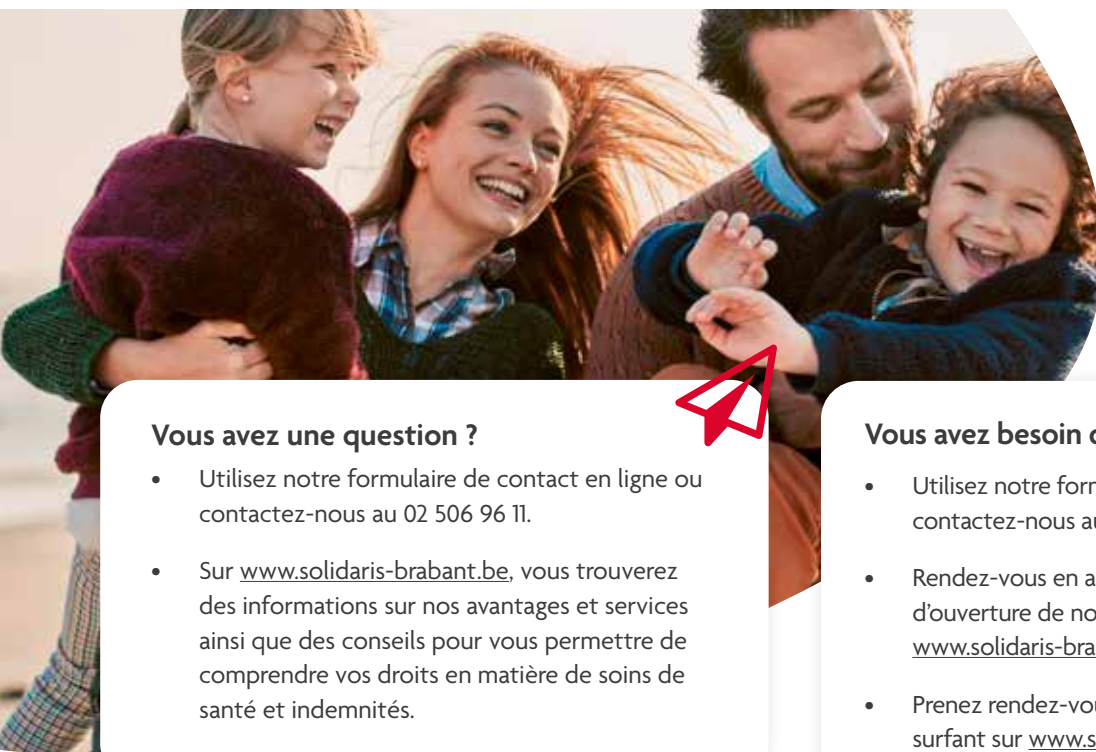 Vous avez une question ?
• Utilisez notre formulaire de contact en ligne ou
contactez-nous au 02 506 96 11.
• Sur www.solidaris-brabant.be, vous trouverez
des informations sur nos avantages et services
ainsi que des conseils pour vous permettre de
comprendre vos droits en matière de soins de
santé et indemnités.
Vous avez besoin
• Utilisez notre
contactez-nous
• Rendez-vous en
d'ouverture de
www.solidaris-
• Prenez
surfant sur